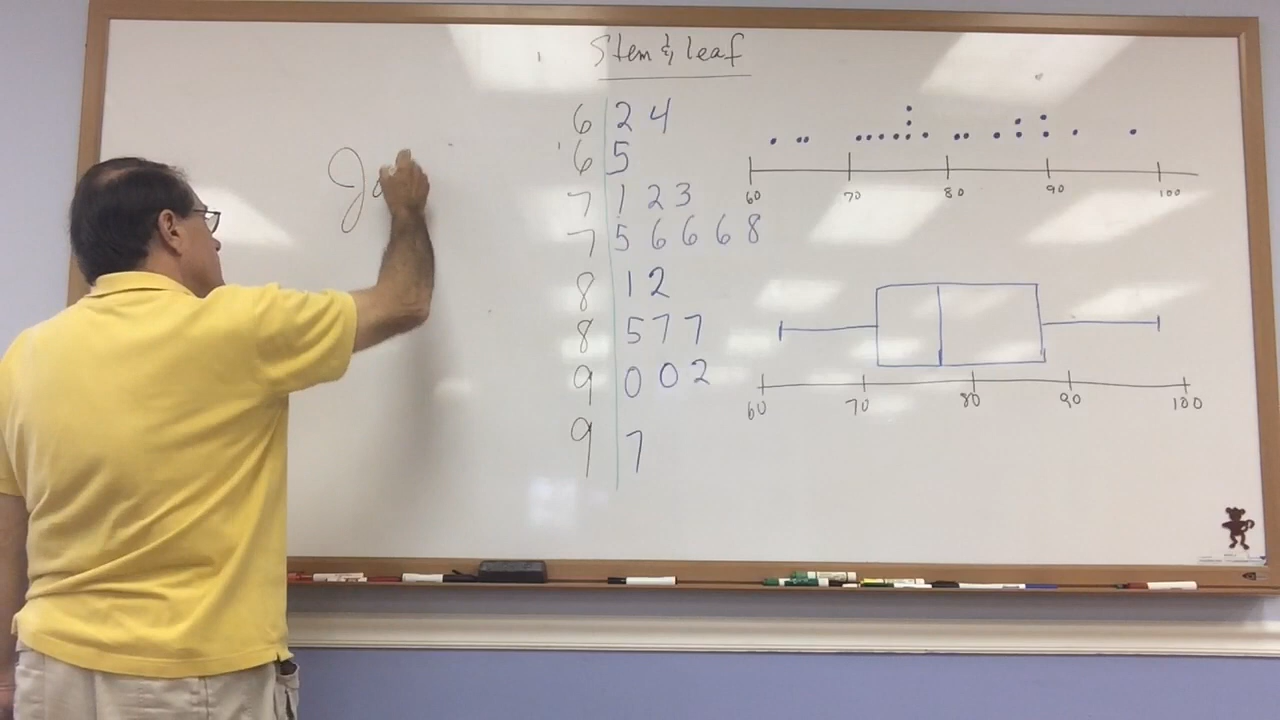 Stem & leaf
Jo
6 2 4
6 5
7 1 2 3
7 5 6 6 6 8
8 1 2
8 5 7 7
9 0 0 2
9 7
60 70 80 90 100
60 70 80 90 100